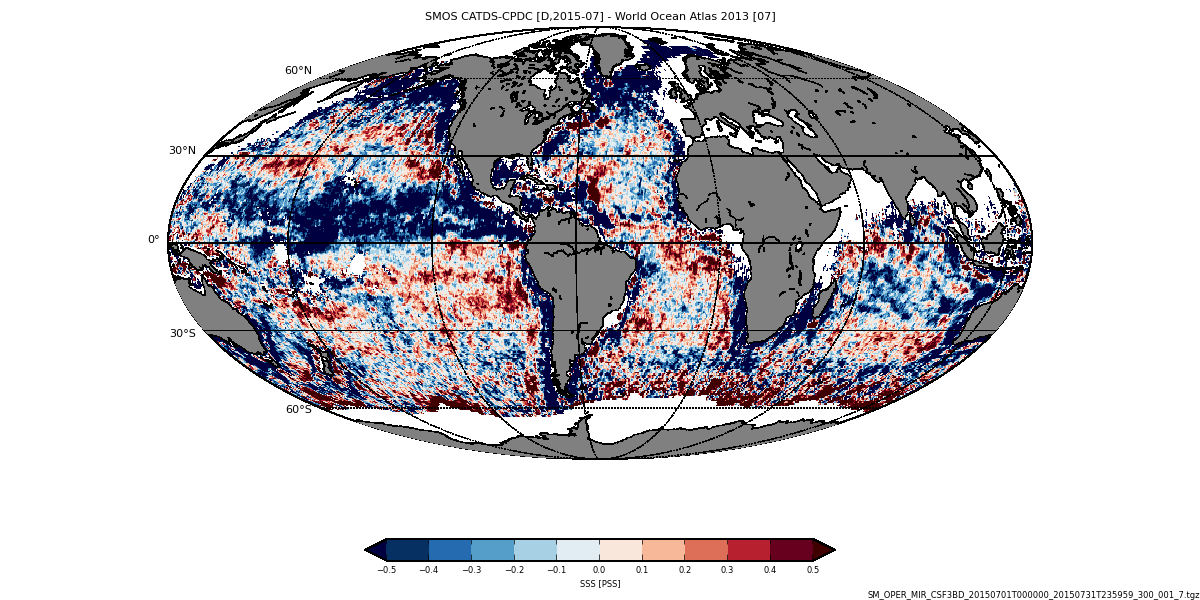 SMOS CATDS-CPDC [D,2015-07] - World Ocean Atlas 2013 [07]
60°N
30°N
0°
30°S
60°S
−0.5 −0.4 −0.3 −0.2 −0.1 0.0 0.1 0.2 0.3 0.4 0.5
SSS [PSS]
SM_OPER_MIR_CSF3BD_20150701T000000_20150731T235959_300_001_7.tgz